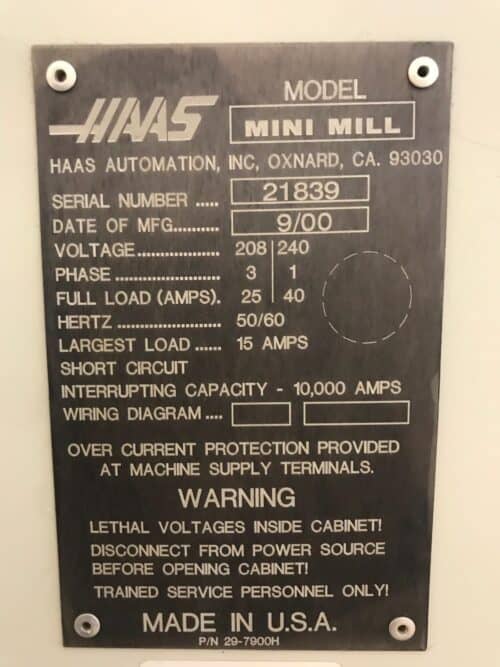 HAAS
MODEL
MINI MILL
HAAS AUTOMATION, INC, OXNARD, CA. 93030
SERIAL NUMBER ..... 21839
DATE OF MFG.......... 9/00
VOLTAGE................ 208 | 240
PHASE ..................... 3 | 1
FULL LOAD (AMPS). 25 | 40
HERTZ ..................... 50/60
LARGEST LOAD ...... 15 AMPS
SHORT CIRCUIT
INTERRUPTING CAPACITY - 10,000 AMPS
WIRING DIAGRAM ....
OVER CURRENT PROTECTION PROVIDED
AT MACHINE SUPPLY TERMINALS.
WARNING
LETHAL VOLTAGES INSIDE CABINET!
DISCONNECT FROM POWER SOURCE
BEFORE OPENING CABINET!
TRAINED SERVICE PERSONNEL ONLY!
MADE IN U.S.A.
P/N 29-7900H